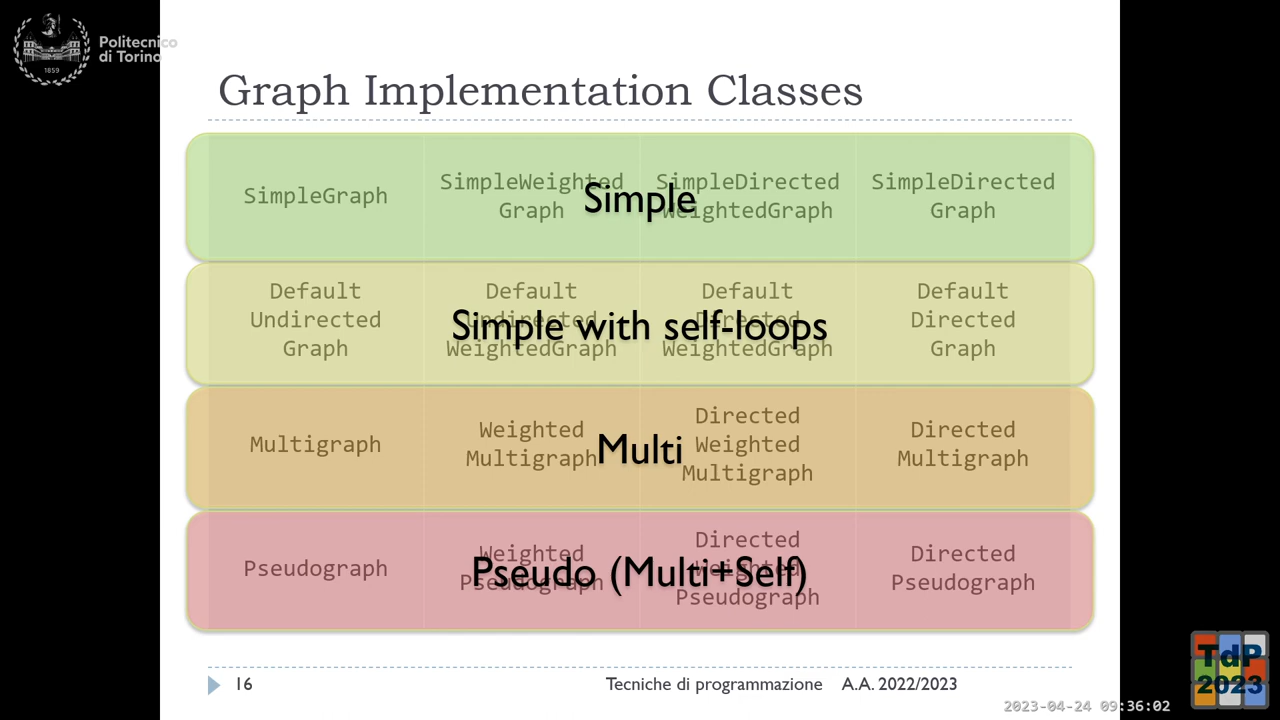 Politecnico
di Torino
1859
Graph Implementation Classes
SimpleGraph
SimpleWeighted
Graph
SimpleDirected
WeightedGraph
SimpleDirected
Graph
Simple
Default
Undirected
Graph
Default
Undirected
WeightedGraph
Default
Directed
WeightedGraph
Default
Directed
Graph
Simple with self-loops
Multigraph
Weighted
Multigraph
Directed
Weighted
Multigraph
Directed
Multigraph
Multi
Pseudograph
Weighted
Pseudograph
Directed
Weighted
Pseudograph
Directed
Pseudograph
Pseudo (Multi+Self)
16
Tecniche di programmazione A.A. 2022/2023
TdP
2023
2023-04-24 09:36:02